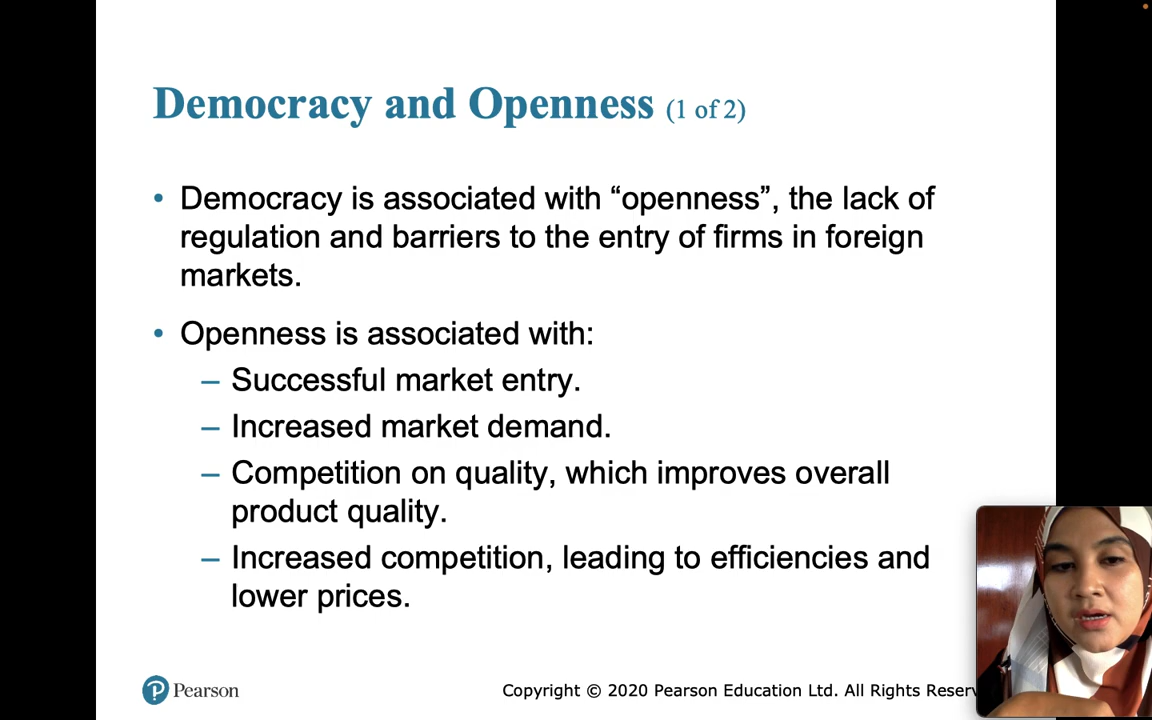 Democracy and Openness (1 of 2)
• Democracy is associated with “openness”, the lack of
regulation and barriers to the entry of firms in foreign
markets.
• Openness is associated with:
– Successful market entry.
– Increased market demand.
– Competition on quality, which improves overall
product quality.
– Increased competition, leading to efficiencies and
lower prices.
P Pearson
Copyright © 2020 Pearson Education Ltd. All Rights